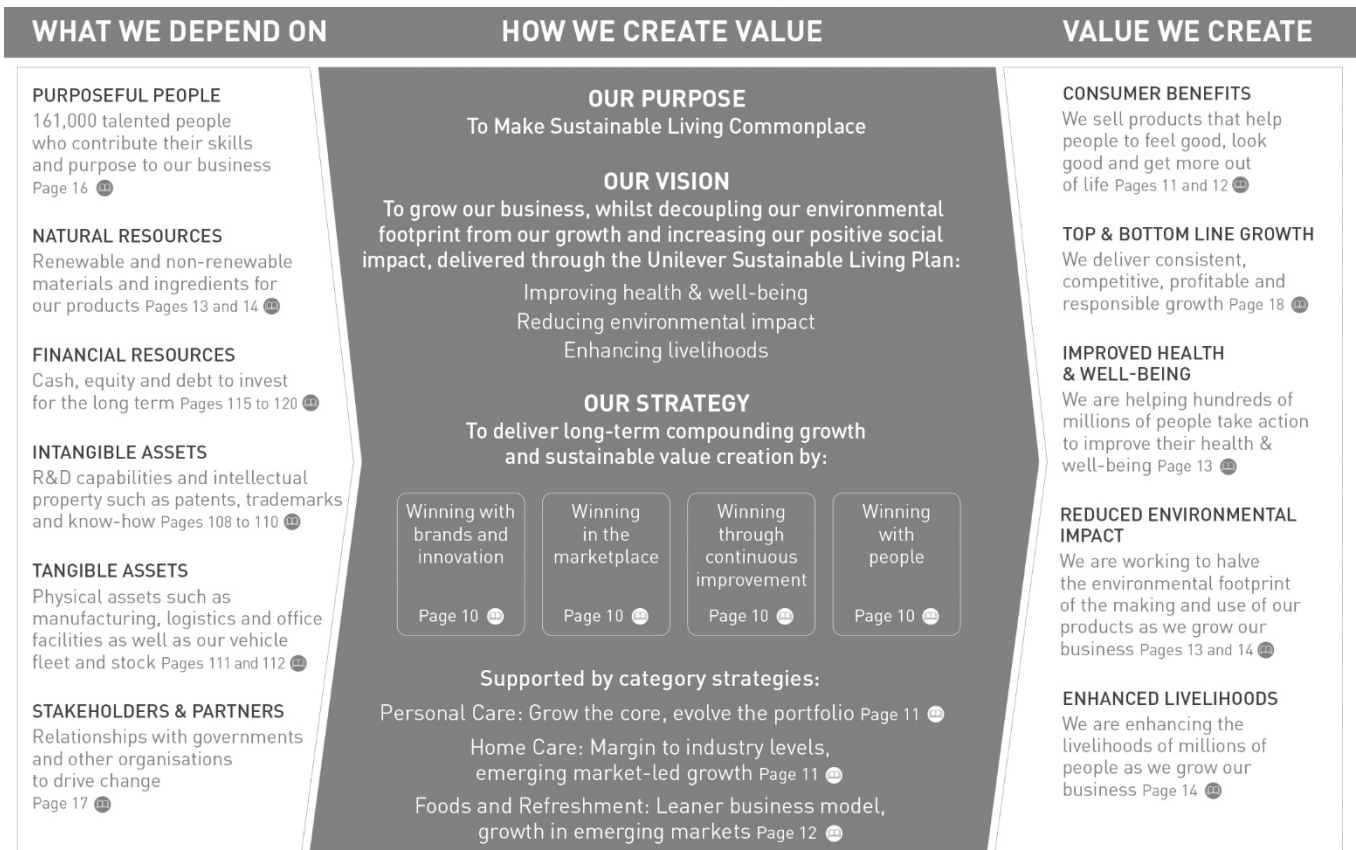 WHAT WE DEPEND ON
HOW WE CREATE VALUE
VALUE WE CREATE
PURPOSEFUL PEOPLE
161,000 talented people
who contribute their skills
and purpose to our business
Page 16
NATURAL RESOURCES
Renewable and non-renewable
materials and ingredients for
our products Pages 13 and 14
FINANCIAL RESOURCES
Cash, equity and debt to invest
for the long term Pages 115 to 120
INTANGIBLE ASSETS
R&D capabilities and intellectual
property such as patents, trademarks
and know-how Pages 108 to 110
TANGIBLE ASSETS
Physical assets such as
manufacturing, logistics and office
facilities as well as our vehicle
fleet and stock Pages 111 and 112
STAKEHOLDERS & PARTNERS
Relationships with governments
and other organisations
to drive change
Page 17
OUR PURPOSE
To Make Sustainable Living Commonplace
OUR VISION
To grow our business, whilst decoupling our environmental
footprint from our growth and increasing our positive social
impact, delivered through the Unilever Sustainable Living Plan:
Improving health & well-being
Reducing environmental impact
Enhancing livelihoods
OUR STRATEGY
To deliver long-term compounding growth
and sustainable value creation by:
Winning with
brands and
innovation
Page 10
Winning
in the
marketplace
Page 10
Winning
through
continuous
improvement
Page 10
Winning
with
people
Page 10
Supported by category strategies:
Personal Care: Grow the core, evolve the portfolio Page 11
Home Care: Margin to industry levels,
emerging market-led growth Page 11
Foods and Refreshment: Leaner business model,
growth in emerging markets Page 12
CONSUMER BENEFITS
We sell products that help
people to feel good, look
good and get more out
of life Pages 11 and 12
TOP & BOTTOM LINE GROWTH
We deliver consistent,
competitive, profitable and
responsible growth Page 18
IMPROVED HEALTH
& WELL-BEING
We are helping hundreds of
millions of people take action
to improve their health &
well-being Page 13
REDUCED ENVIRONMENTAL
IMPACT
We are working to halve
the environmental footprint
of the making and use of our
products as we grow our
business Pages 13 and 14
ENHANCED LIVELIHOODS
We are enhancing the
livelihoods of millions of
people as we grow our
business Page 14